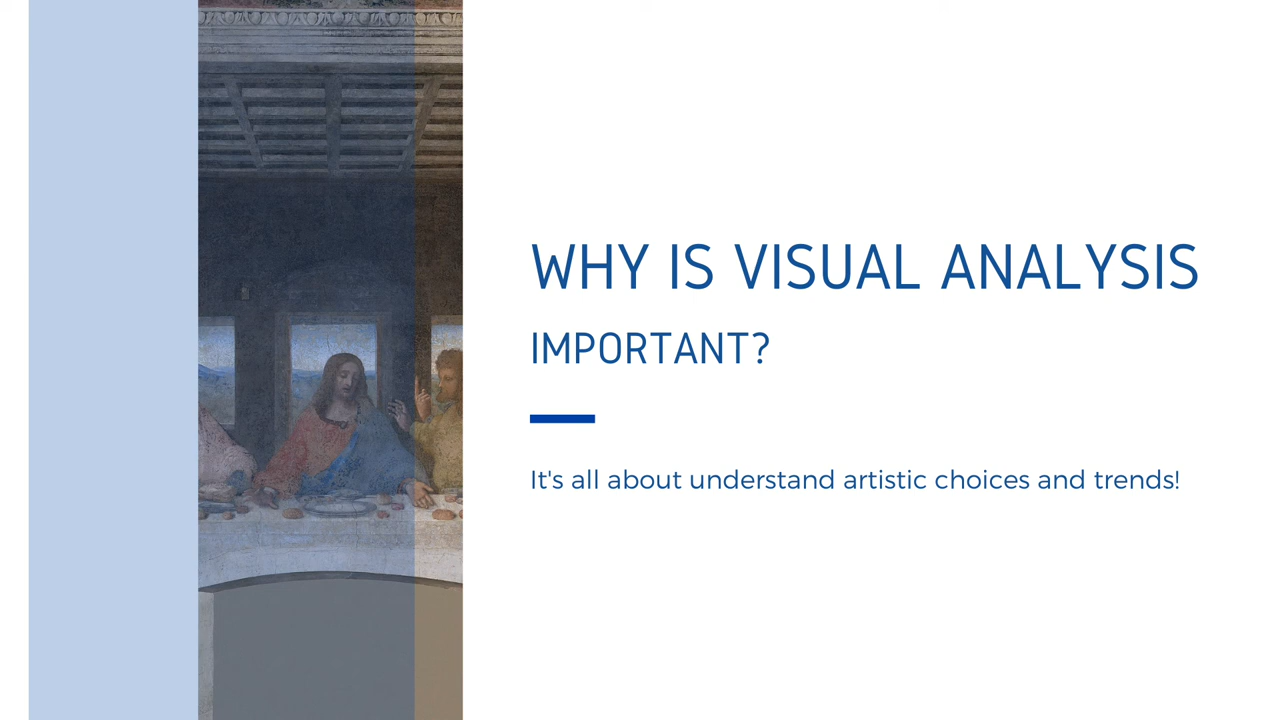 WHY IS VISUAL ANALYSIS
IMPORTANT?
It's all about understand artistic choices and trends!